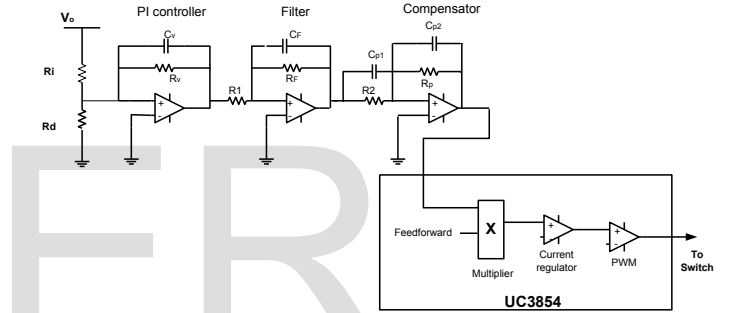 PI controller
Filter
Compensator
Vo
Cv
CF
Cp2
Cp1
Ri
Rv
R1
RF
R2
Rp
Rd
+
-
+
-
+
-
Feedforward
X
Multiplier
+
-
Current
regulator
+
-
PWM
To
Switch
UC3854
ER